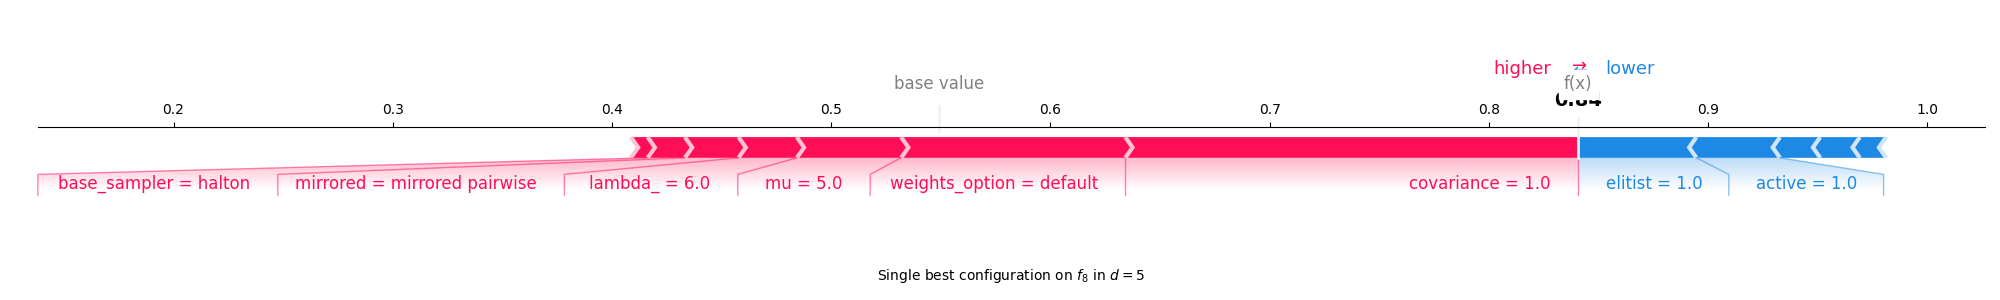 higher ⇄ lower
base value f(x)
0.2 0.3 0.4 0.5 0.6 0.7 0.8 0.84 0.9 1.0
base_sampler = halton mirrored = mirrored pairwise lambda_ = 6.0 mu = 5.0 weights_option = default covariance = 1.0 elitist = 1.0 active = 1.0
Single best configuration on f₈ in d = 5